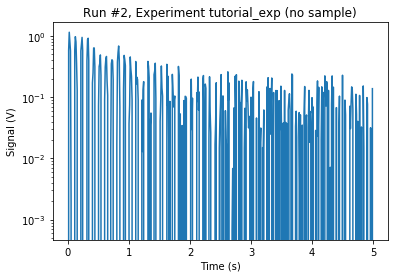 Run #2, Experiment tutorial_exp (no sample)
10⁰
10⁻¹
10⁻²
10⁻³
Signal (V)
0 1 2 3 4 5
Time (s)